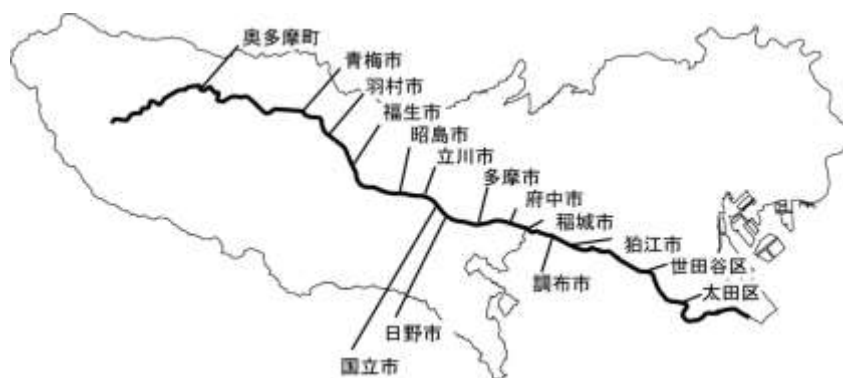 奥多摩町
青梅市
羽村市
福生市
昭島市
立川市
多摩市
府中市
稲城市
狛江市
世田谷区
太田区
調布市
日野市
国立市